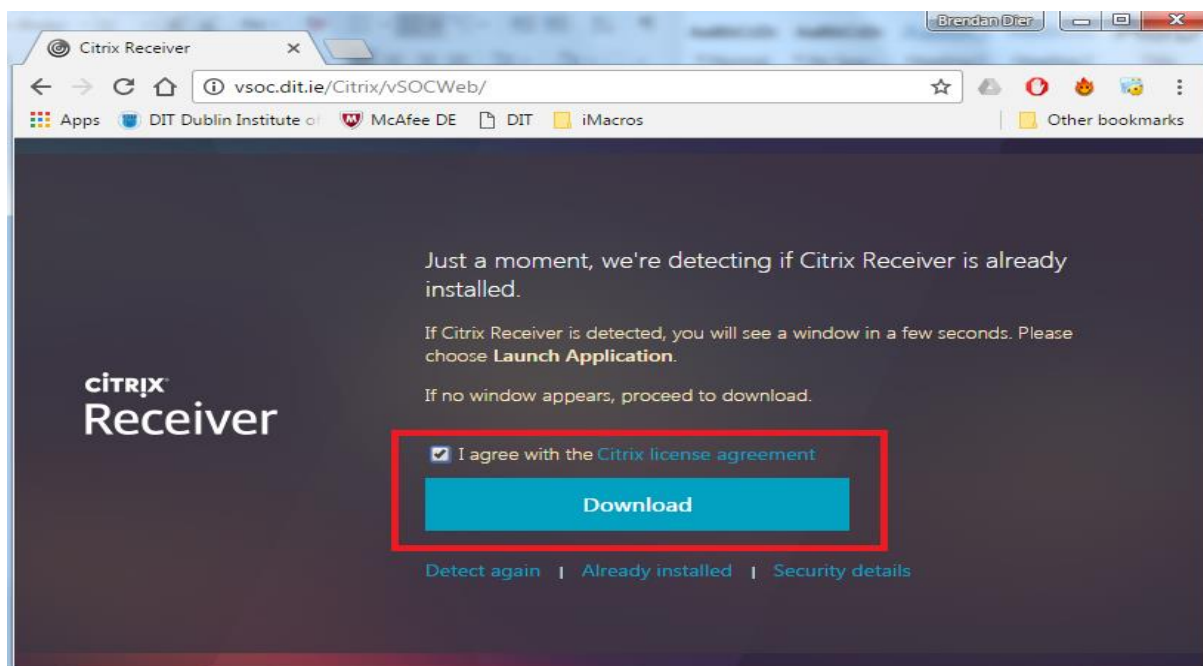 Brendan Dier
Citrix Receiver
vsoc.dit.ie/Citrix/vSOCWeb/
Apps DIT Dublin Institute of McAfee DE DIT iMacros Other bookmarks
Just a moment, we're detecting if Citrix Receiver is already
installed.
If Citrix Receiver is detected, you will see a window in a few seconds. Please
choose Launch Application.
If no window appears, proceed to download.
CİTRIX
Receiver
I agree with the Citrix license agreement
Download
Detect again | Already installed | Security details